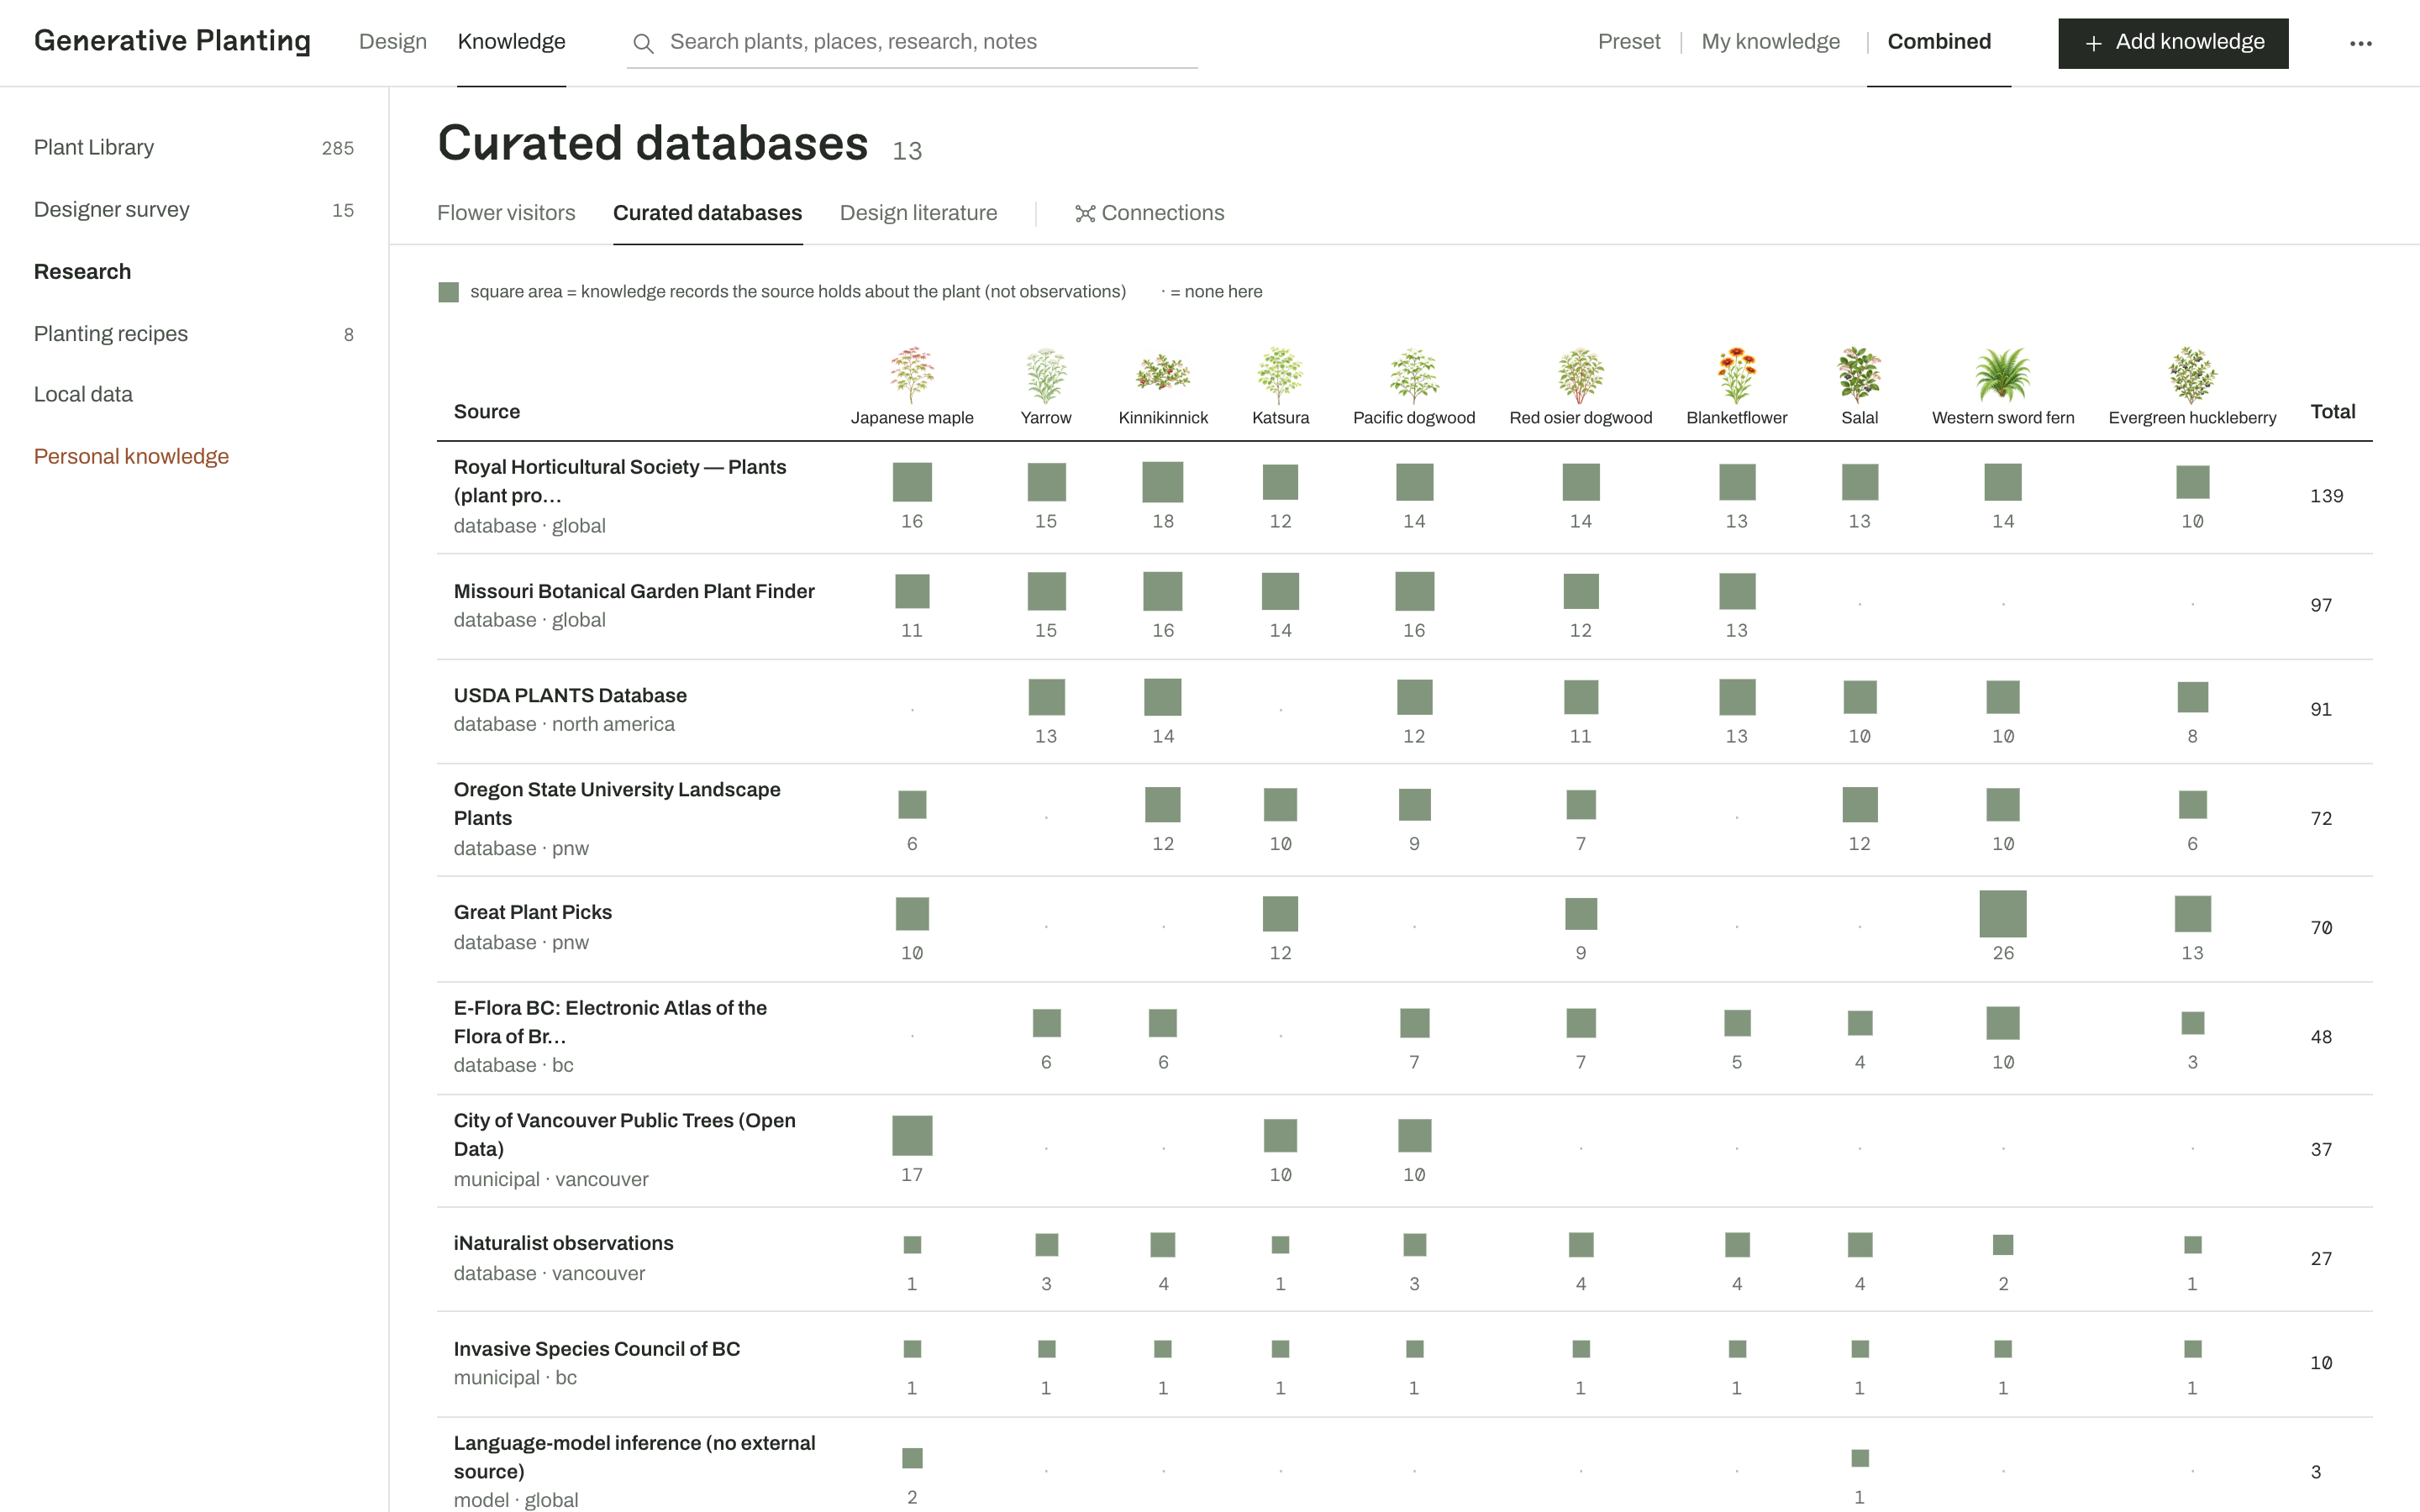 Generative Planting
Design
Knowledge
Search plants, places, research, notes
Preset
My knowledge
Combined
+ Add knowledge
Plant Library 285
Designer survey 15
Research
Planting recipes 8
Local data
Personal knowledge
Curated databases 13
Flower visitors
Curated databases
Design literature
Connections
square area = knowledge records the source holds about the plant (not observations)
· = none here
Source Japanese maple Yarrow Kinnikinnick Katsura Pacific dogwood Red osier dogwood Blanketflower Salal Western sword fern Evergreen huckleberry Total
Royal Horticultural Society — Plants
(plant pro…
database · global
16 15 18 12 14 14 13 13 14 10 139
Missouri Botanical Garden Plant Finder
database · global
11 15 16 14 16 12 13 · · · 97
USDA PLANTS Database
database · north america
· 13 14 · 12 11 13 10 10 8 91
Oregon State University Landscape
Plants
database · pnw
6 · 12 10 9 7 · 12 10 6 72
Great Plant Picks
database · pnw
10 · · 12 · 9 · · 26 13 70
E-Flora BC: Electronic Atlas of the
Flora of Br…
database · bc
· 6 6 · 7 7 5 4 10 3 48
City of Vancouver Public Trees (Open
Data)
municipal · vancouver
17 · · 10 10 · · · · · 37
iNaturalist observations
database · vancouver
1 3 4 1 3 4 4 4 2 1 27
Invasive Species Council of BC
municipal · bc
1 1 1 1 1 1 1 1 1 1 10
Language-model inference (no external
source)
model · global
2 · · · · · · 1 · · 3